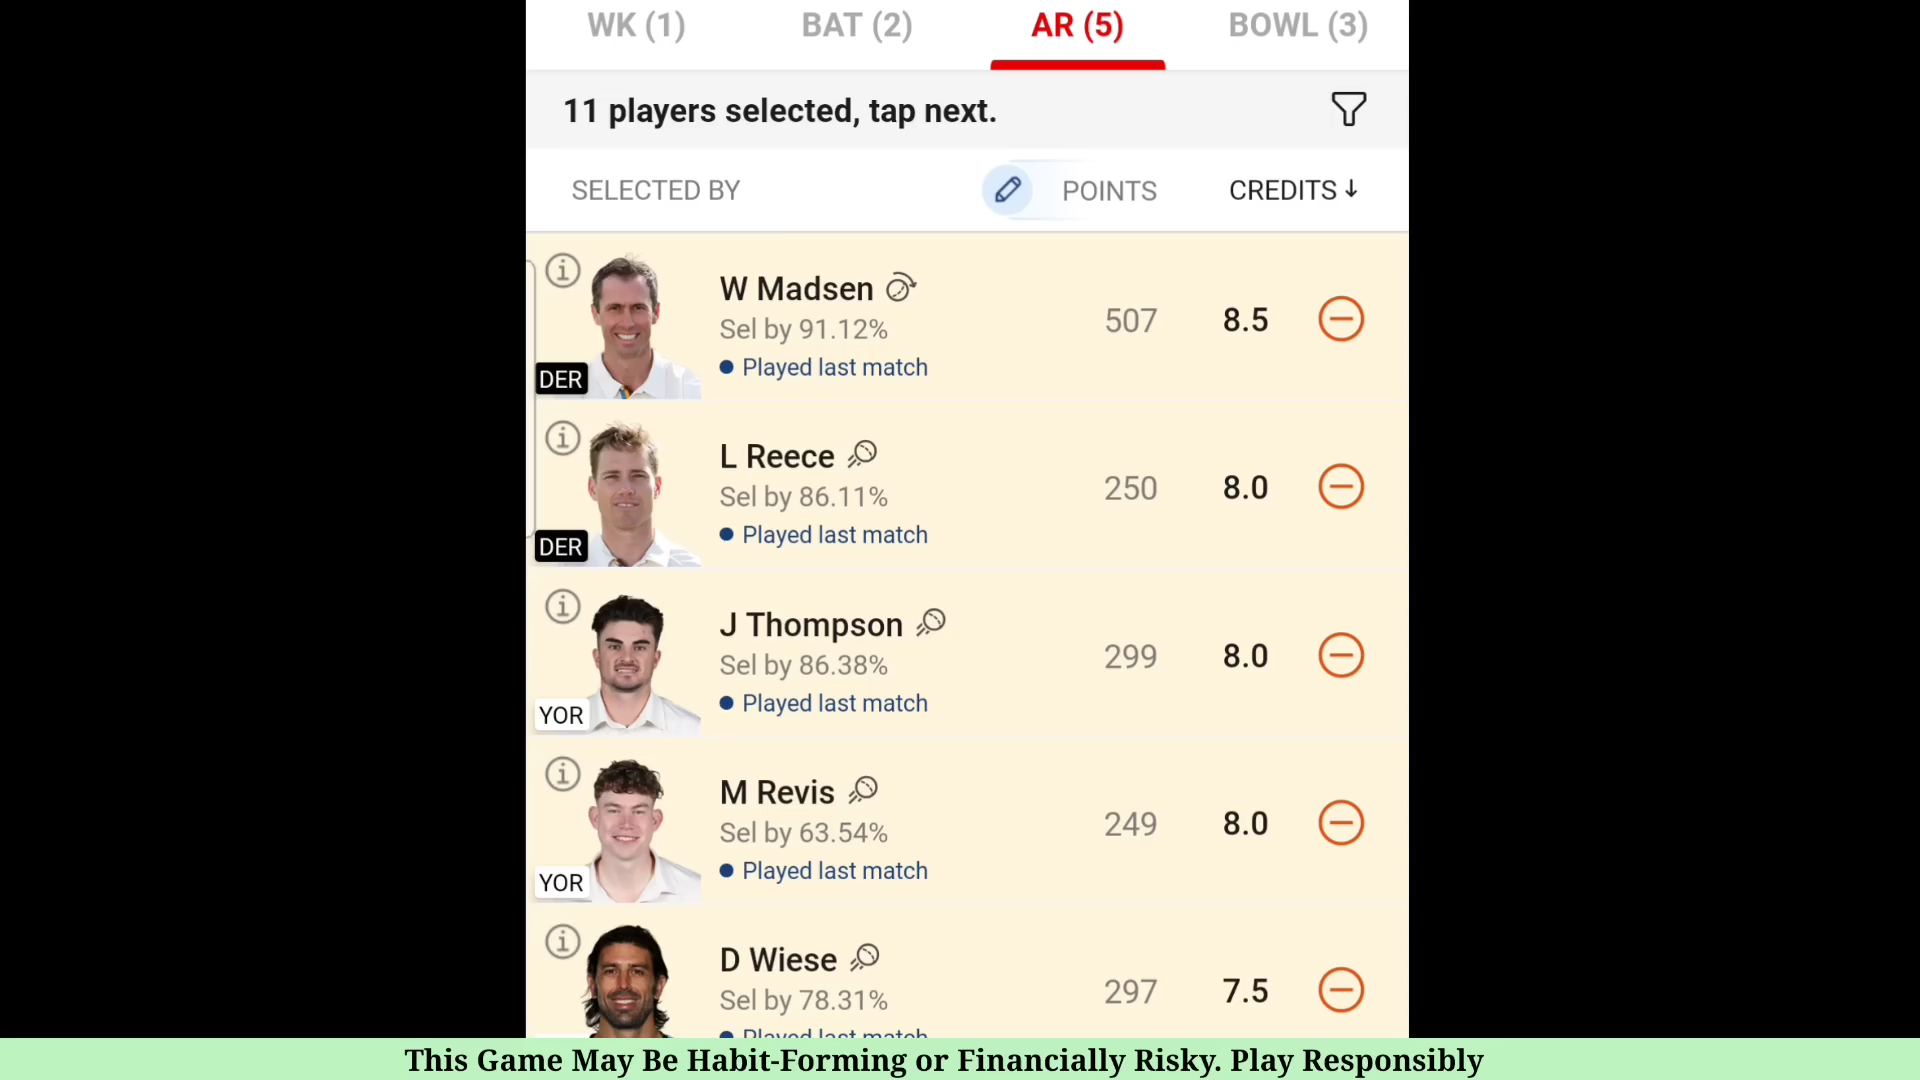 WK (1) BAT (2) AR (5) BOWL (3)
11 players selected, tap next.
SELECTED BY POINTS CREDITS↓
W Madsen
Sel by 91.12% 507 8.5
Played last match
DER
L Reece
Sel by 86.11% 250 8.0
Played last match
DER
J Thompson
Sel by 86.38% 299 8.0
Played last match
YOR
M Revis
Sel by 63.54% 249 8.0
Played last match
YOR
D Wiese
Sel by 78.31% 297 7.5
Played last match
This Game May Be Habit-Forming or Financially Risky. Play Responsibly